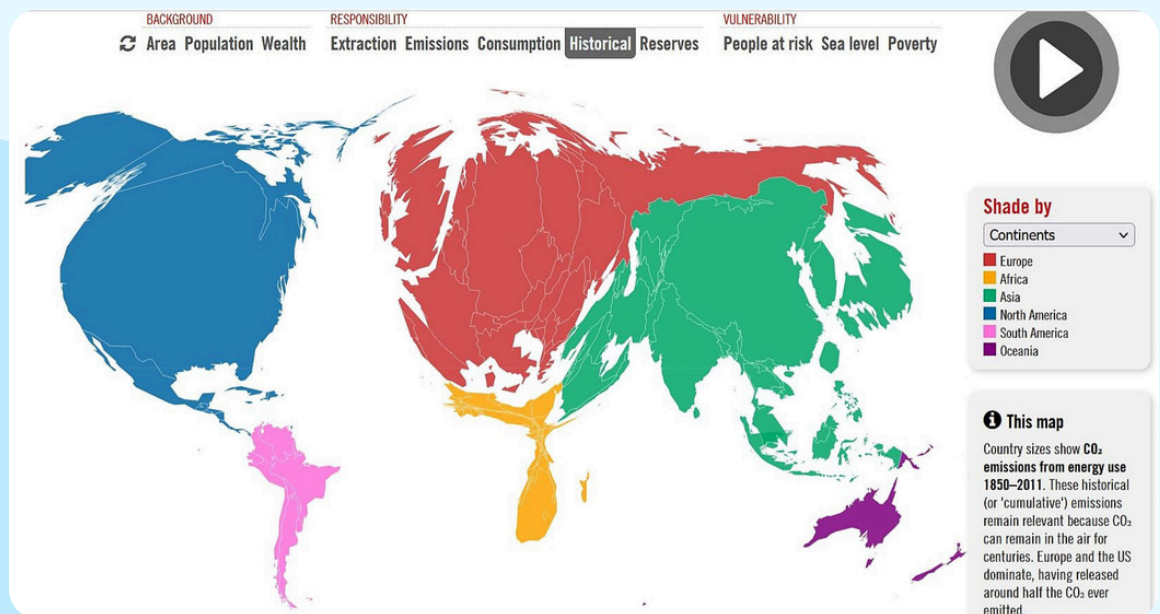 BACKGROUND
RESPONSIBILITY
VULNERABILITY
Area Population Wealth
Extraction Emissions Consumption Historical Reserves
People at risk Sea level Poverty
Shade by
Continents
Europe
Africa
Asia
North America
South America
Oceania
This map
Country sizes show CO₂
emissions from energy use
1850–2011. These historical
(or 'cumulative') emissions
remain relevant because CO₂
can remain in the air for
centuries. Europe and the US
dominate, having released
around half the CO₂ ever
emitted.